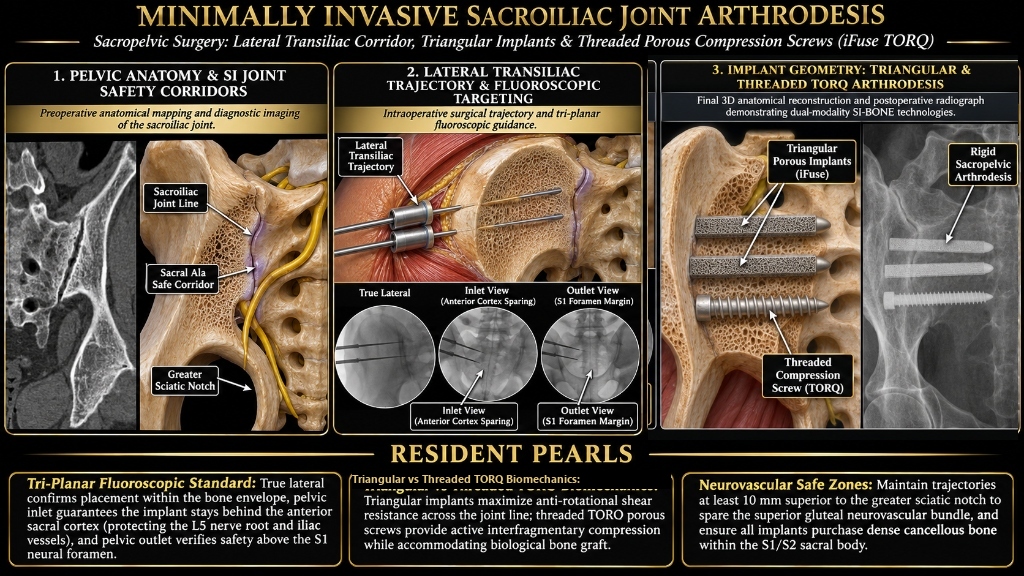 MINIMALLY INVASIVE SACROILIAC JOINT ARTHRODESIS
Sacropelvic Surgery: Lateral Transiliac Corridor, Triangular Implants & Threaded Porous Compression Screws (iFuse TORQ)
1. PELVIC ANATOMY & SI JOINT
SAFETY CORRIDORS
Preoperative anatomical mapping and diagnostic imaging
of the sacroiliac joint.
Sacroiliac
Joint Line
Sacral Ala
Safe Corridor
Greater
Sciatic Notch
2. LATERAL TRANSILIAC
TRAJECTORY & FLUOROSCOPIC
TARGETING
Intraoperative surgical trajectory and tri-planar
fluoroscopic guidance.
Lateral
Transiliac
Trajectory
True Lateral
Inlet View
(Anterior Cortex Sparing)
Outlet View
(S1 Foramen Margin)
Inlet View
(Anterior Cortex Sparing)
Outlet View
(S1 Foramen Margin)
3. IMPLANT GEOMETRY: TRIANGULAR &
THREADED TORQ ARTHRODESIS
Final 3D anatomical reconstruction and postoperative radiograph
demonstrating dual-modality SI-BONE technologies.
Triangular
Porous Implants
(iFuse)
Threaded
Compression
Screw (TORQ)
Rigid
Sacropelvic
Arthrodesis
RESIDENT PEARLS
Tri-Planar Fluoroscopic Standard: True lateral
confirms placement within the bone envelope, pelvic
inlet guarantees the implant stays behind the anterior
sacral cortex (protecting the L5 nerve root and iliac
vessels), and pelvic outlet verifies safety above the S1
neural foramen.
Triangular vs Threaded TORQ Biomechanics:
Triangular implants maximize anti-rotational shear
resistance across the joint line; threaded TORQ porous
screws provide active interfragmentary compression
while accommodating biological bone graft.
Neurovascular Safe Zones: Maintain trajectories
at least 10 mm superior to the greater sciatic notch to
spare the superior gluteal neurovascular bundle, and
ensure all implants purchase dense cancellous bone
within the S1/S2 sacral body.